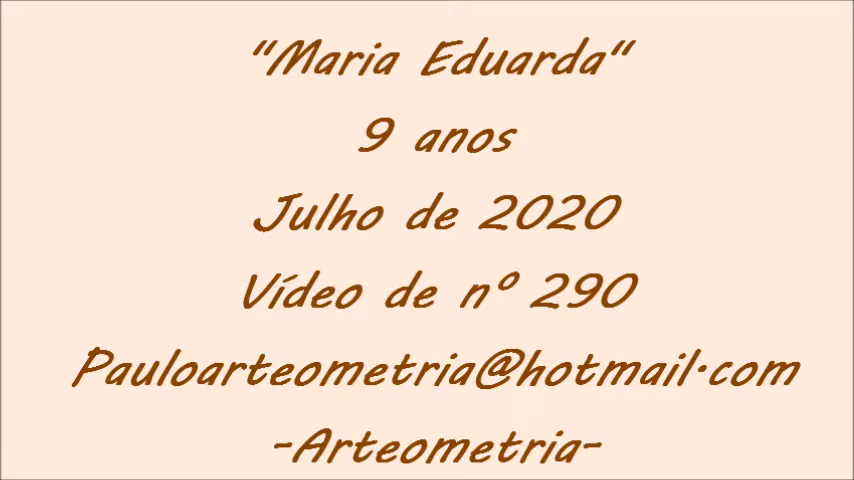 "Maria Eduarda"
9 anos
Julho de 2020
Vídeo de nº 290
Pauloarteometria@hotmail.com
-Arteometria-